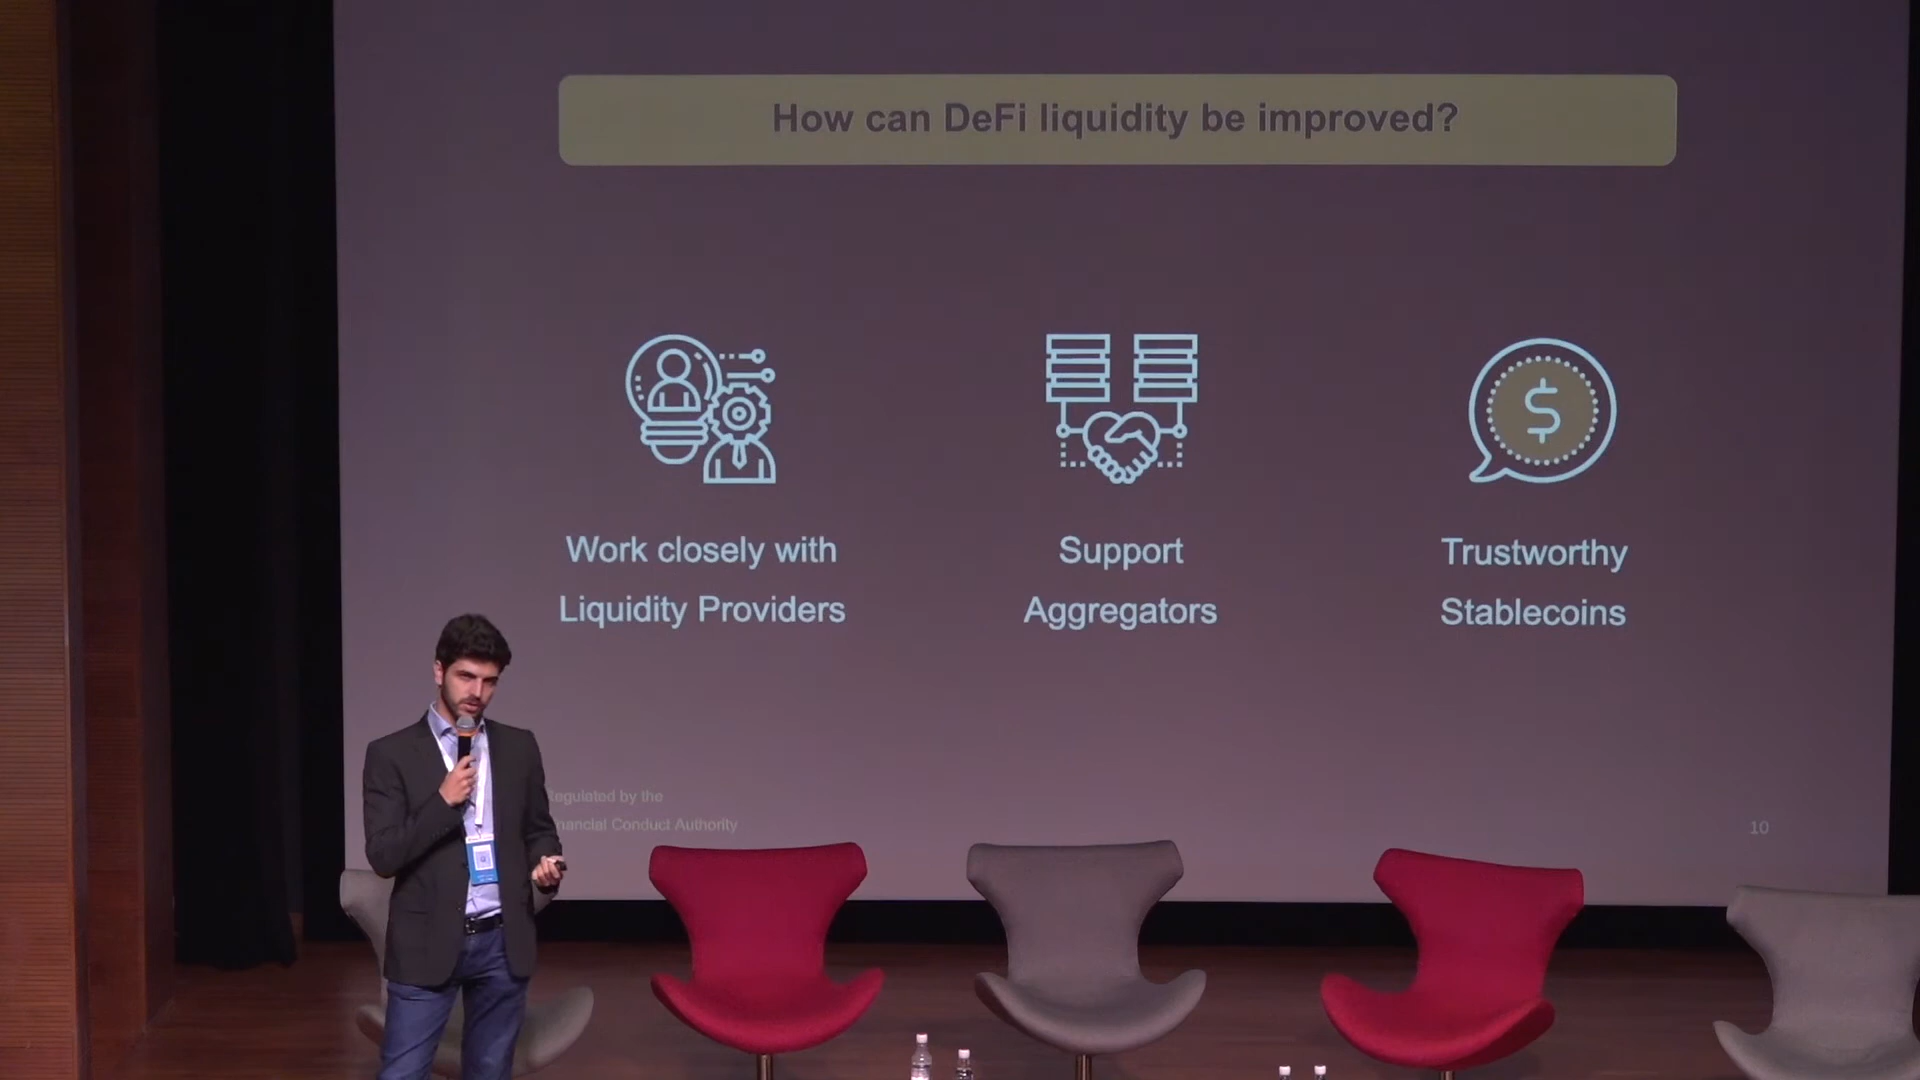 How can DeFi liquidity be improved?
Work closely with
Liquidity Providers
Support
Aggregators
Trustworthy
Stablecoins
$
Regulated by the
Financial Conduct Authority
10